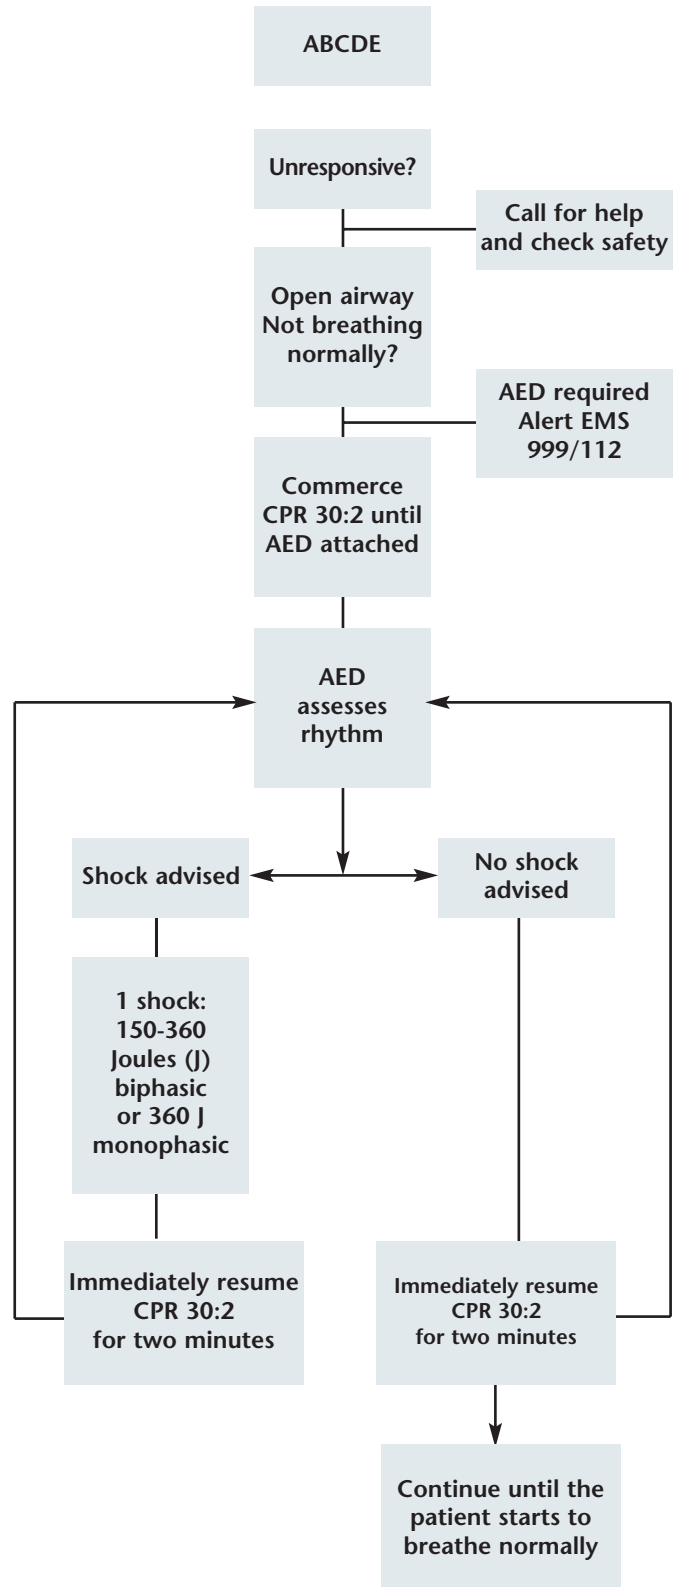 ABCDE
Unresponsive?
Call for help
and check safety
Open airway
Not breathing
normally?
AED required
Alert EMS
999/112
Commerce
CPR 30:2 until
AED attached
AED
assesses
rhythm
Shock advised
No shock
advised
1 shock:
150-360
Joules (J)
biphasic
or 360 J
monophasic
Immediately resume
CPR 30:2
for two minutes
Immediately resume
CPR 30:2
for two minutes
Continue until the
patient starts to
breathe normally